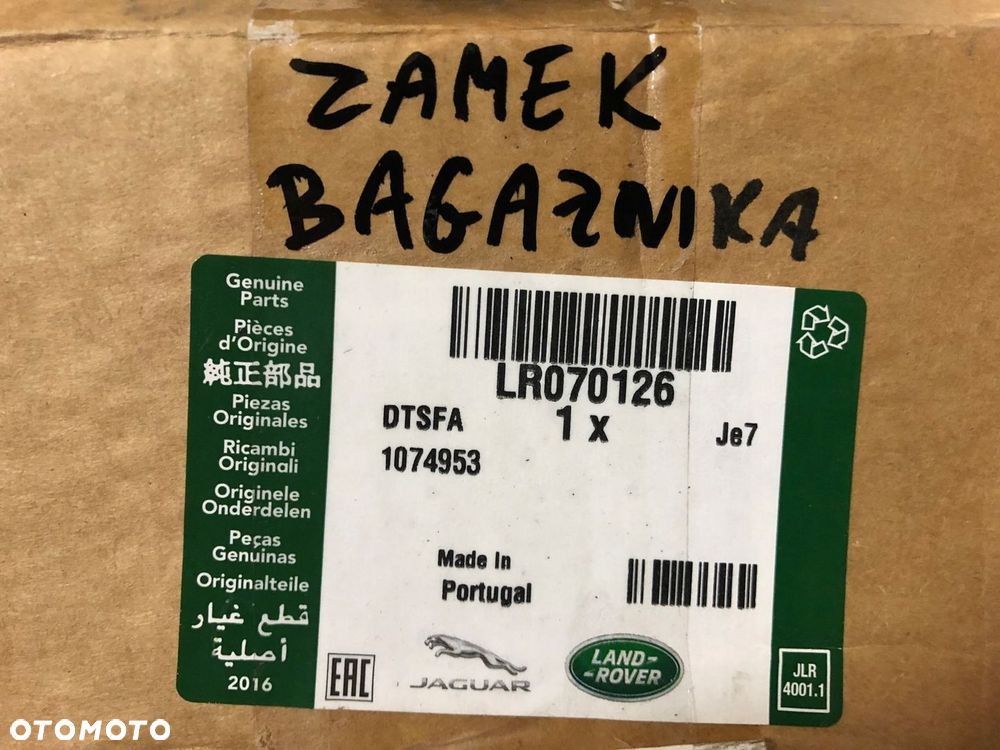 ZAMEK
BAGAZNIKA
Genuine
Parts
Pièces
d'Origine
純正部品
Piezas
Originales
Ricambi
Originali
Originele
Onderdelen
Peças
Genuinas
Originalteile
قطع غيار
أصلية
2016
LR070126
DTSFA
1 x
Je7
1074953
Made In
Portugal
EAC
JAGUAR
LAND-
-ROVER
JLR
4001.1
OTOMOTO